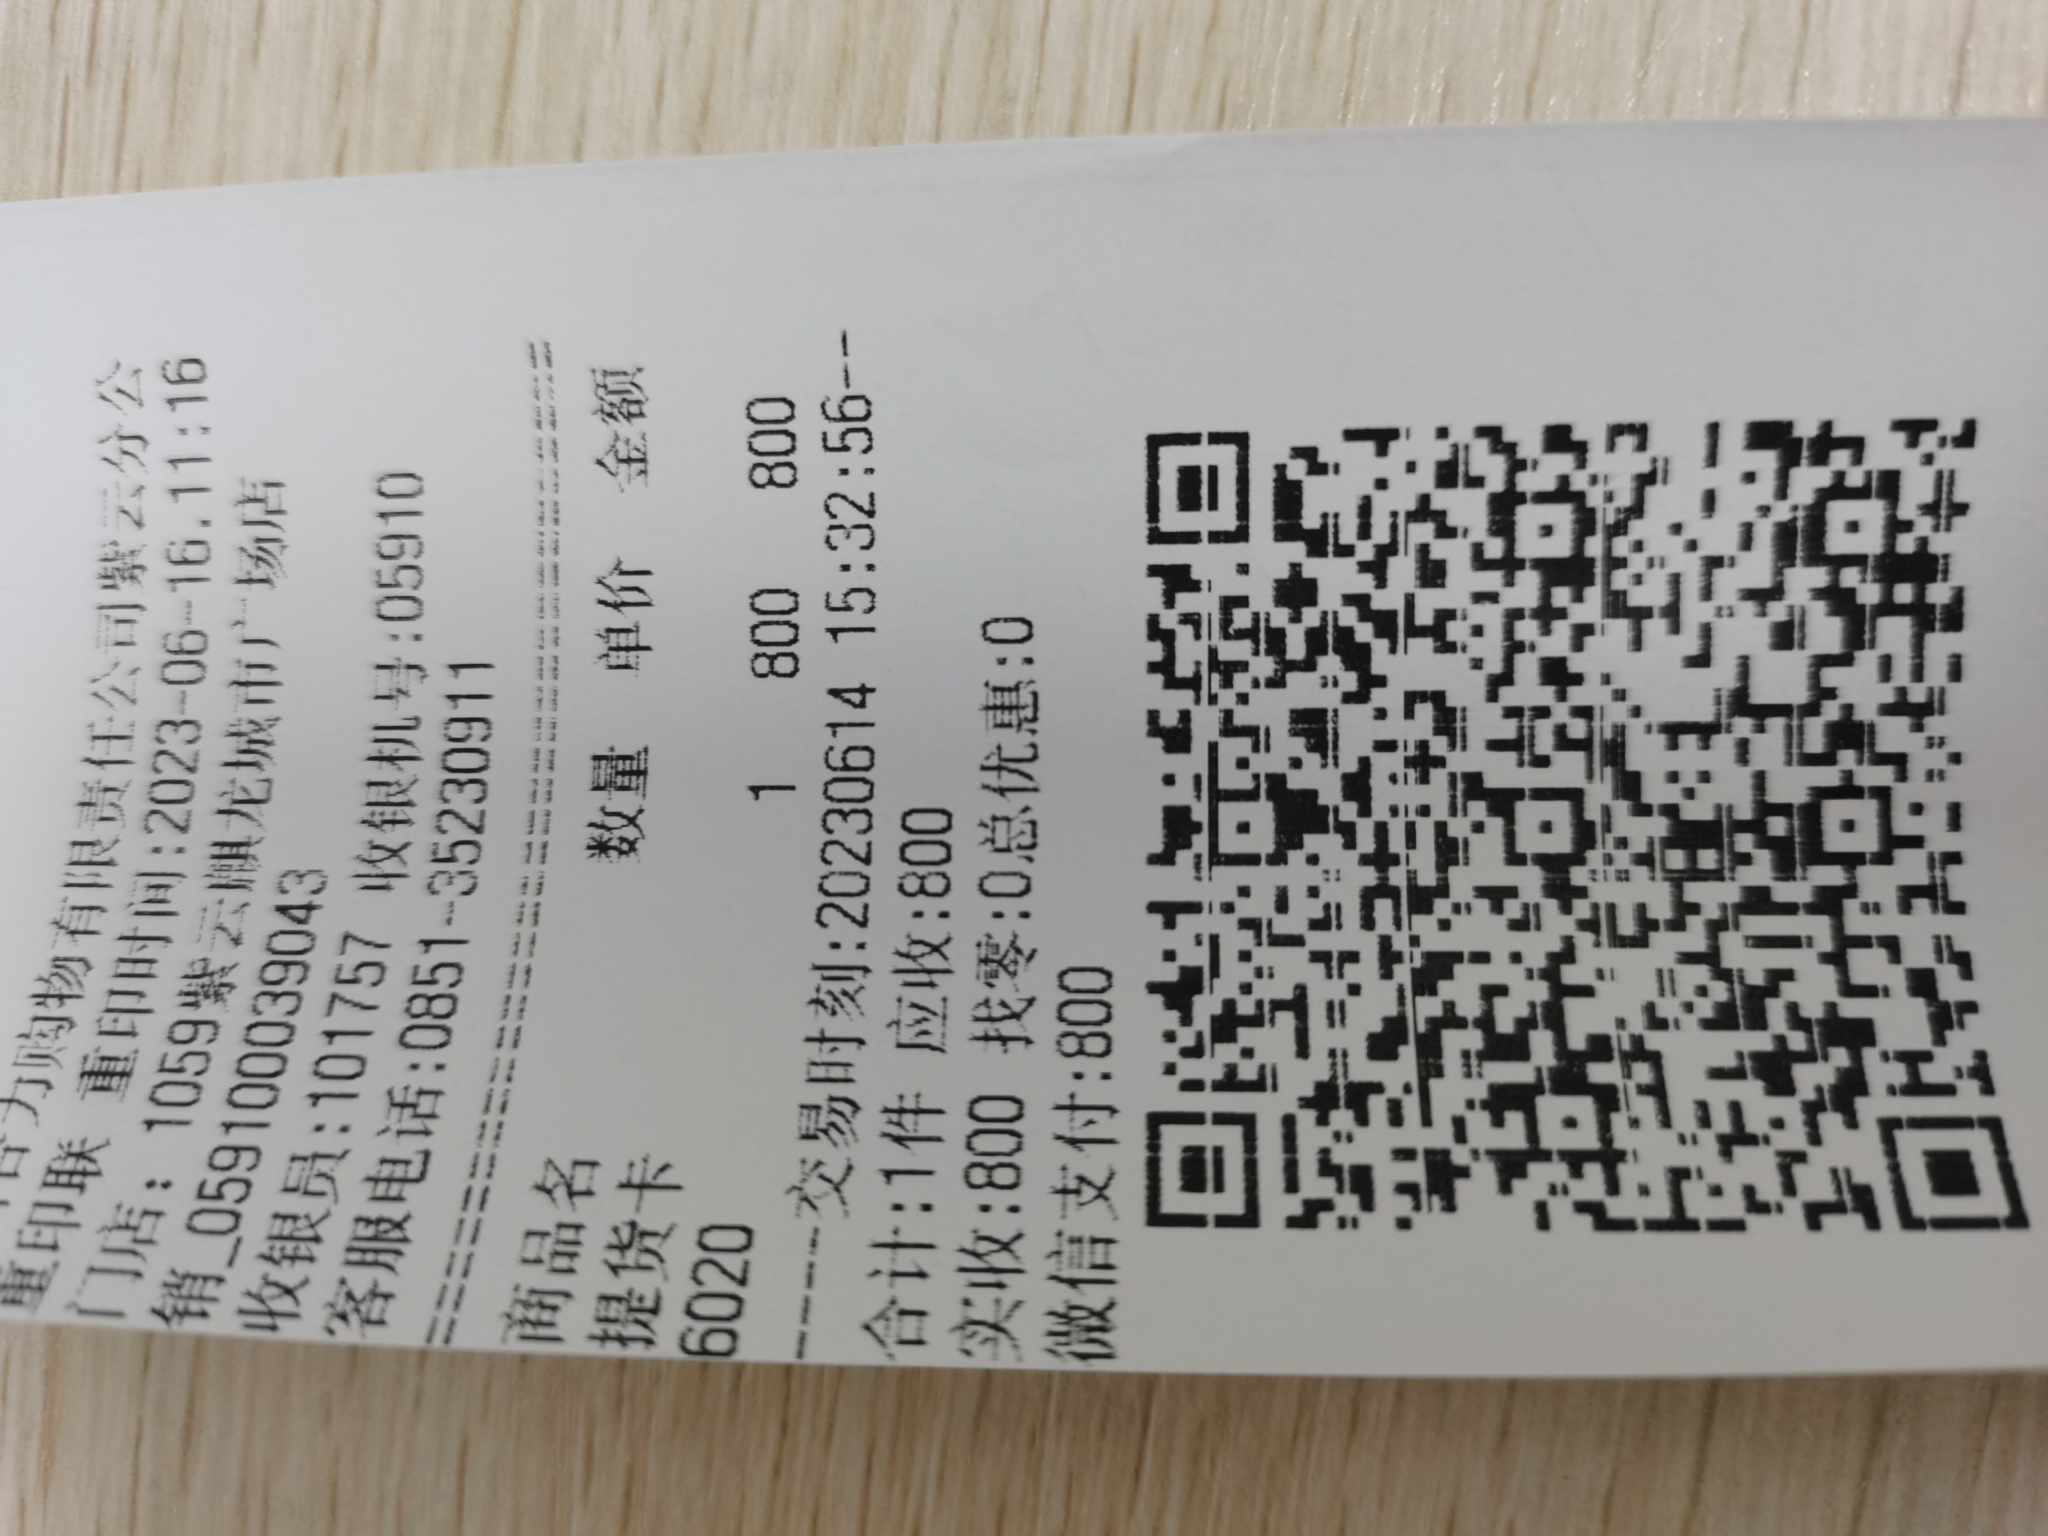 合力购物有限责任公司紫云分公
重印联 重印时间:2023-06-16.11:16
门店: 1059紫云麒龙城市广场店
销_0591000039043
收银员:101757 收银机号:05910
客服电话:0851-35230911
商品名 数量 单价 金额
提货卡
6020 1 800 800
----交易时刻:20230614 15:32:56--
合计:1件 应收:800
实收:800 找零:0总优惠:0
微信支付:800